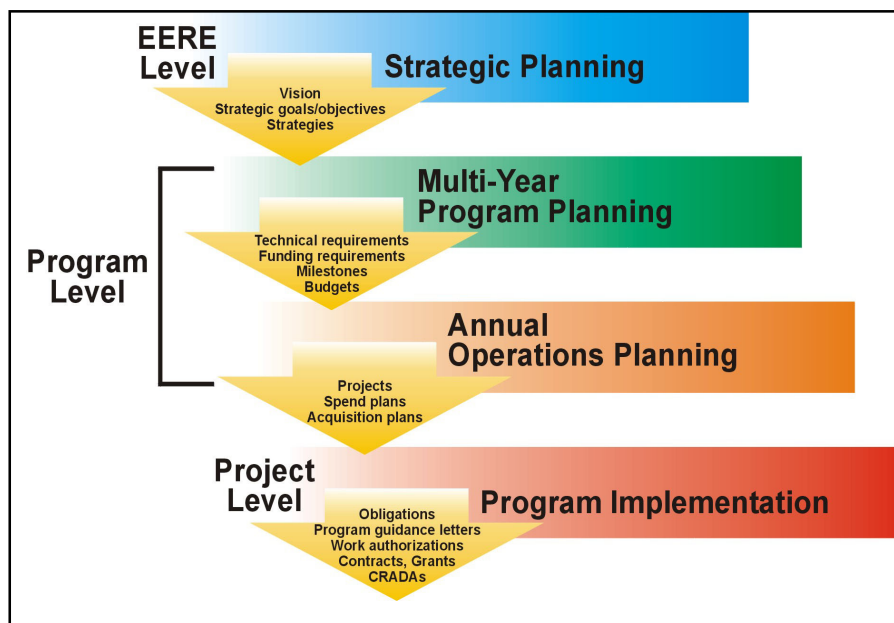 EERE
Level
Strategic Planning
Vision
Strategic goals/objectives
Strategies
Program
Level
Multi-Year
Program Planning
Technical requirements
Funding requirements
Milestones
Budgets
Annual
Operations Planning
Projects
Spend plans
Acquisition plans
Project
Level
Program Implementation
Obligations
Program guidance letters
Work authorizations
Contracts, Grants
CRADAs